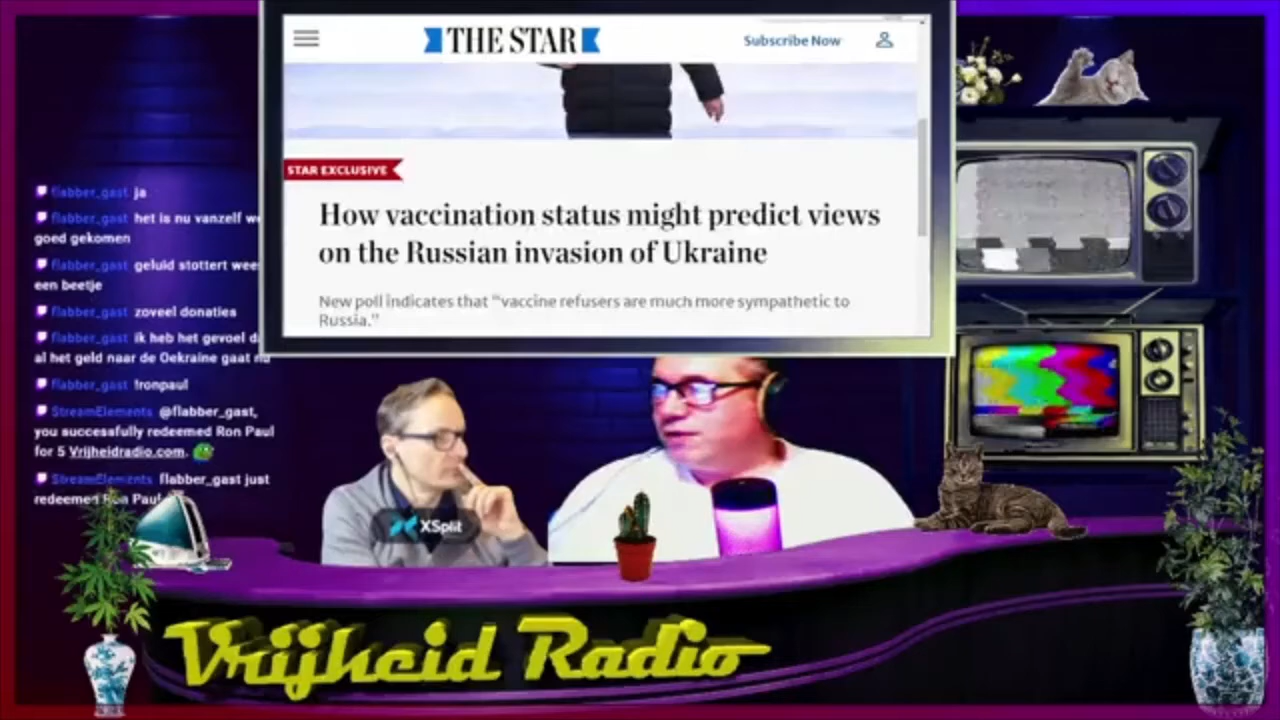 THE STAR
Subscribe Now
STAR EXCLUSIVE
How vaccination status might predict views
on the Russian invasion of Ukraine
New poll indicates that "vaccine refusers are much more sympathetic to
Russia."
flabber_gast ja
flabber_gast het is nu vanzelf
goed gekomen
flabber_gast geluid stottert
een beetje
flabber_gast zoveel donaties
flabber_gast ik heb het gevoel
al het geld naar de Oekraine gaat
flabber_gast !ronpaul
StreamElements @flabber_gast,
you successfully redeemed Ron Paul
for 5 Vrijheidradio.com.
StreamElements flabber_gast just
redeemed Ron Paul
XSplit
Vrijheid Radio